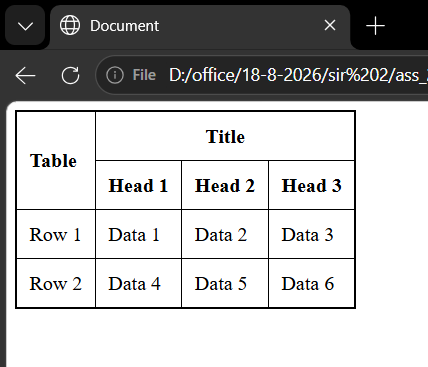 Document
File D:/office/18-8-2026/sir%202/ass_
Table Title
Head 1 Head 2 Head 3
Row 1 Data 1 Data 2 Data 3
Row 2 Data 4 Data 5 Data 6